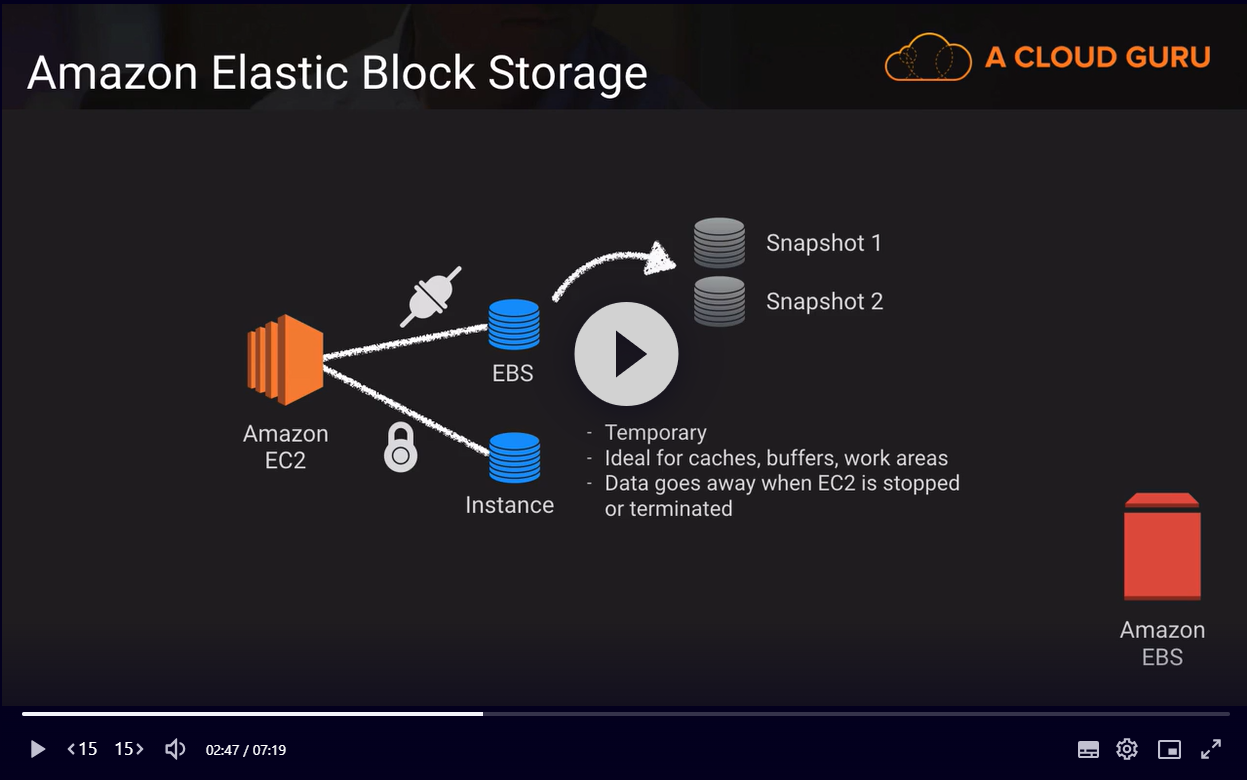 Amazon Elastic Block Storage
A CLOUD GURU
Snapshot 1
Snapshot 2
EBS
Amazon
EC2
Instance
- Temporary
- Ideal for caches, buffers, work areas
- Data goes away when EC2 is stopped
or terminated
Amazon
EBS
<15 15> 02:47 / 07:19